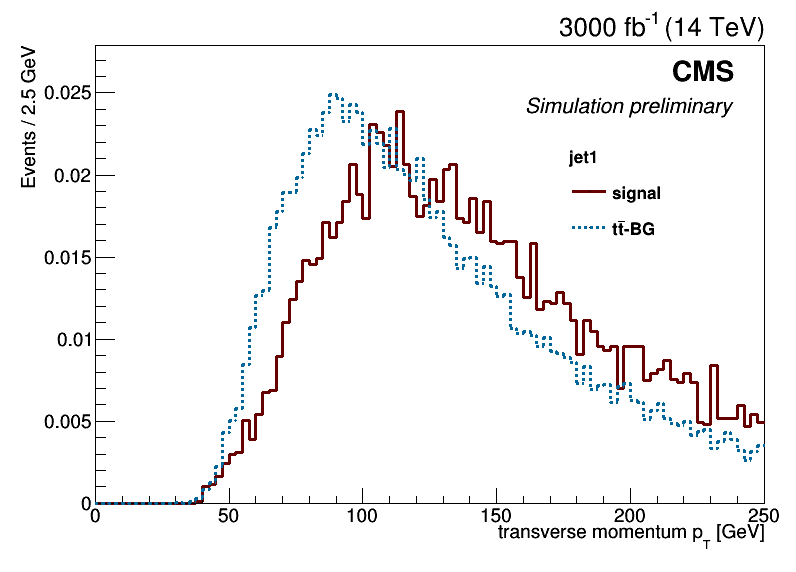 3000 fb⁻¹ (14 TeV)
Events / 2.5 GeV
CMS
Simulation preliminary
jet1
signal
tt̄-BG
0.025
0.02
0.015
0.01
0.005
0
0 50 100 150 200 250
transverse momentum p_T [GeV]